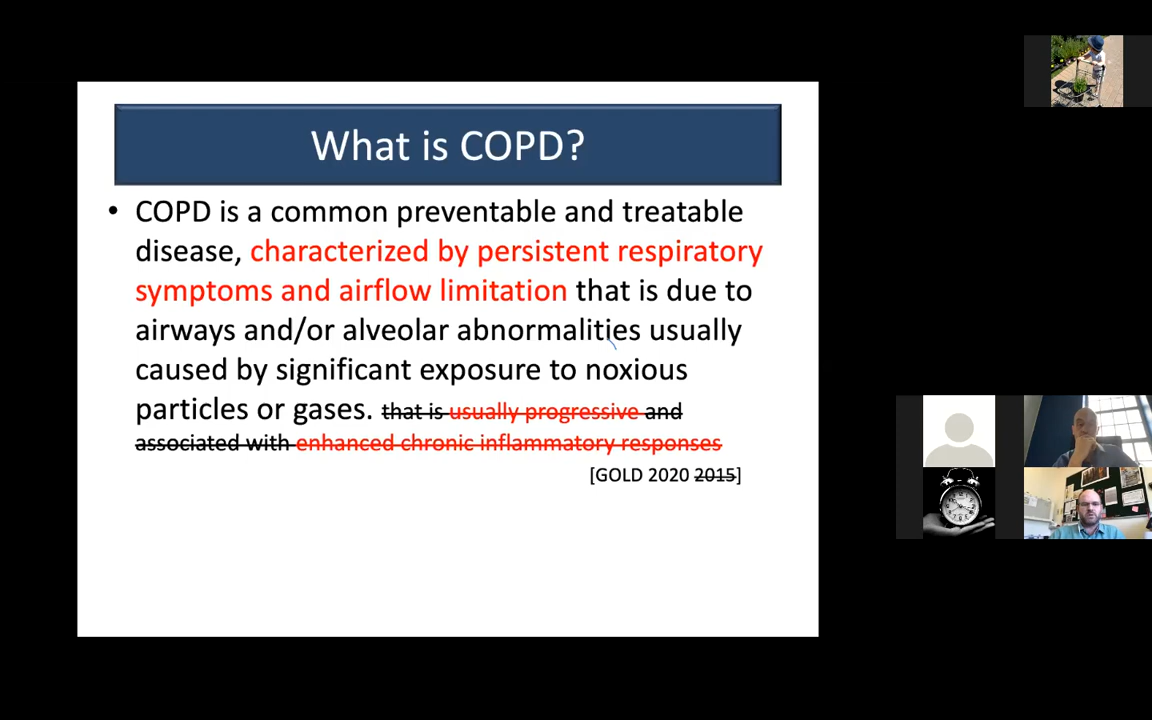 What is COPD?
• COPD is a common preventable and treatable
disease, characterized by persistent respiratory
symptoms and airflow limitation that is due to
airways and/or alveolar abnormalities usually
caused by significant exposure to noxious
particles or gases. that is usually progressive and
associated with enhanced chronic inflammatory responses
[GOLD 2020 2015]